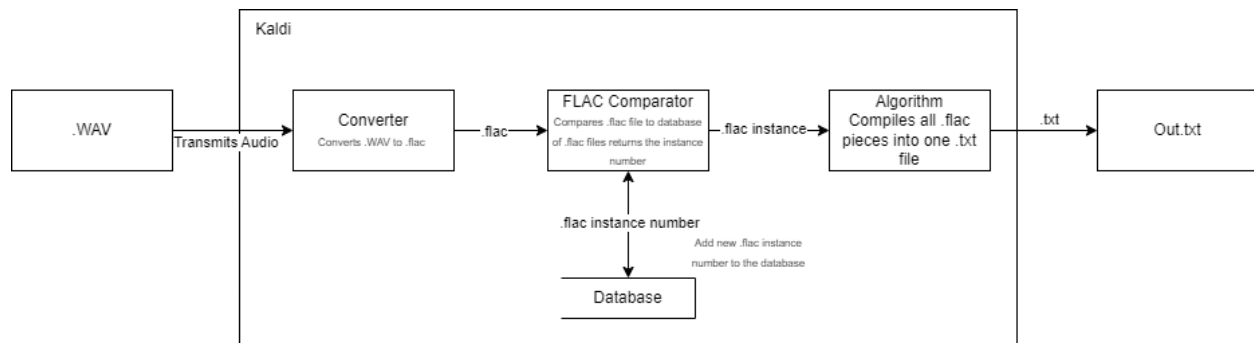 Kaldi
.WAV
Transmits Audio
Converter
Converts .WAV to .flac
.flac
FLAC Comparator
Compares .flac file to database
of .flac files returns the instance
number
.flac instance
Algorithm
Compiles all .flac
pieces into one .txt
file
.txt
Out.txt
.flac instance number
Add new .flac instance
number to the database
Database